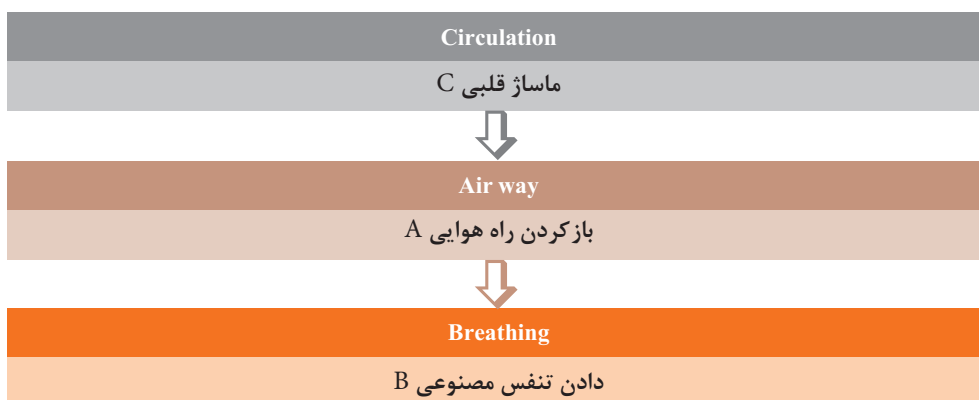 Circulation
ماساژ قلبی C
Air way
بازکردن راه هوایی A
Breathing
دادن تنفس مصنوعی B